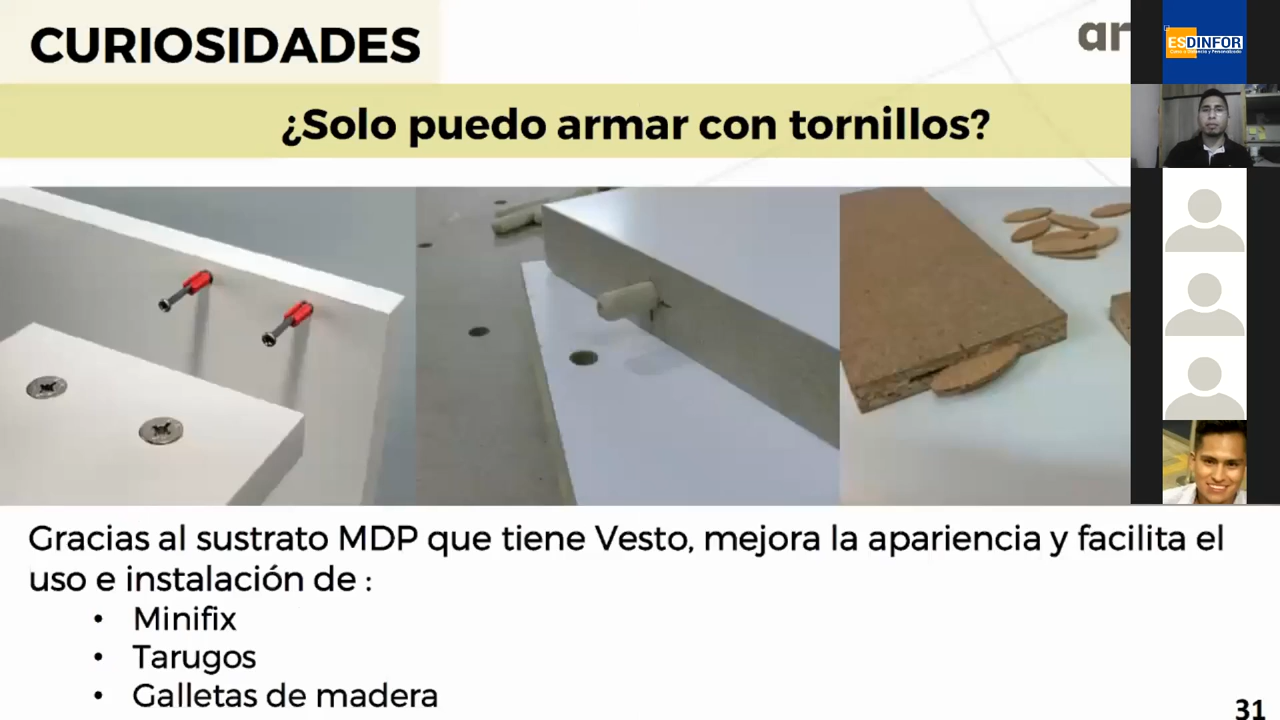 CURIOSIDADES
ar
ESDINFOR
¿Solo puedo armar con tornillos?
Gracias al sustrato MDP que tiene Vesto, mejora la apariencia y facilita el
uso e instalación de :
• Minifix
• Tarugos
• Galletas de madera
31